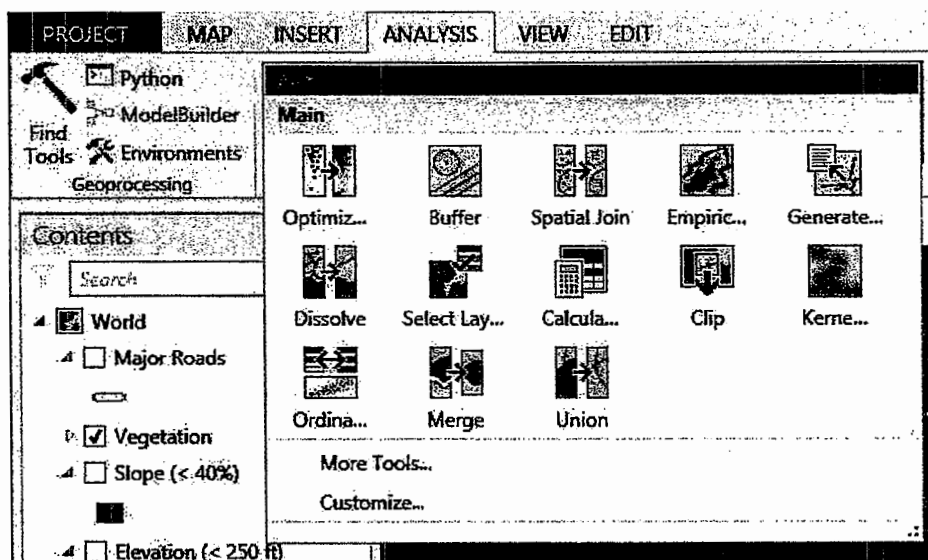 PROJECT MAP INSERT ANALYSIS VIEW EDIT
Python
ModelBuilder
Environments
Find
Tools
Geoprocessing
Main
Optimiz... Buffer Spatial Join Empiric... Generate...
Dissolve Select Lay... Calcula... Clip Kerne...
Ordina... Merge Union
More Tools...
Customize...
Contents
Search
World
Major Roads
Vegetation
Slope (< 40%)
Elevation (< 250 ft)